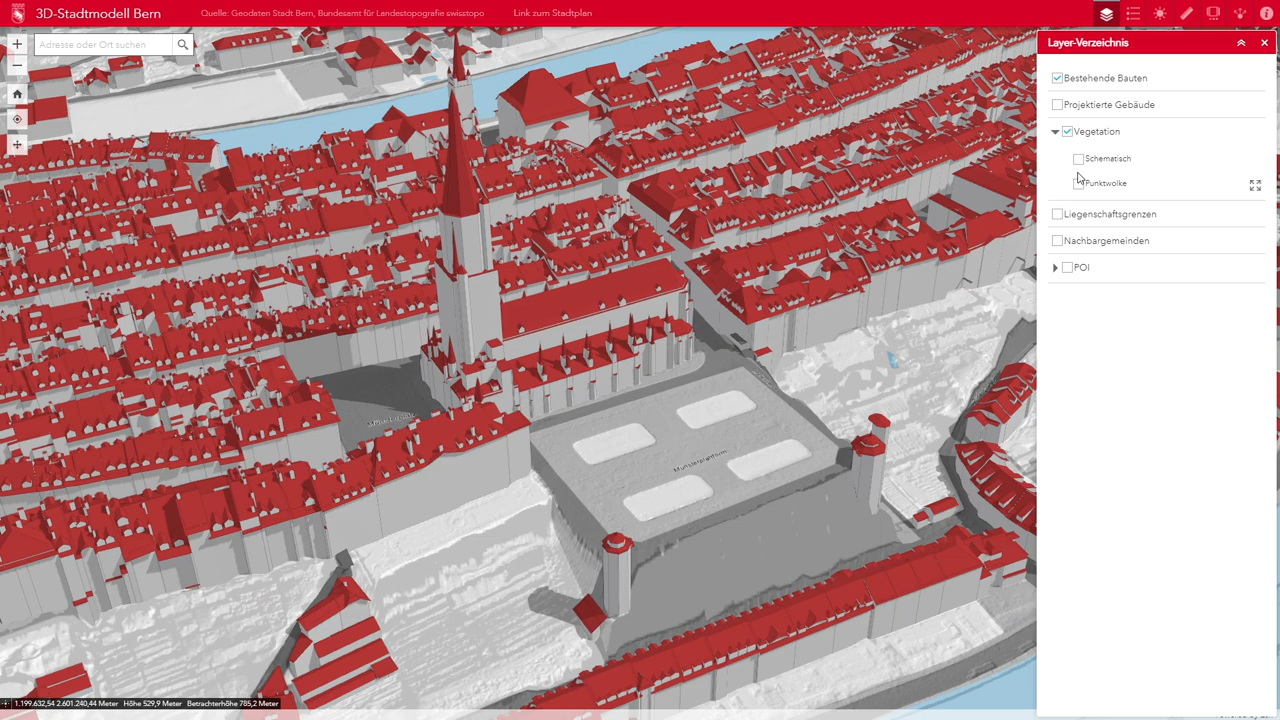 3D-Stadtmodell Bern
Quelle: Geodaten Stadt Bern, Bundesamt für Landestopografie swisstopo
Link zum Stadtplan
Adresse oder Ort suchen
Layer-Verzeichnis
Bestehende Bauten
Projektierte Gebäude
Vegetation
Schematisch
Punktwolke
Liegenschaftsgrenzen
Nachbargemeinden
POI
Münsterplattform
1.199.632,54 2.601.240,44 Meter Höhe 529,9 Meter Betrachterhöhe 785,2 Meter